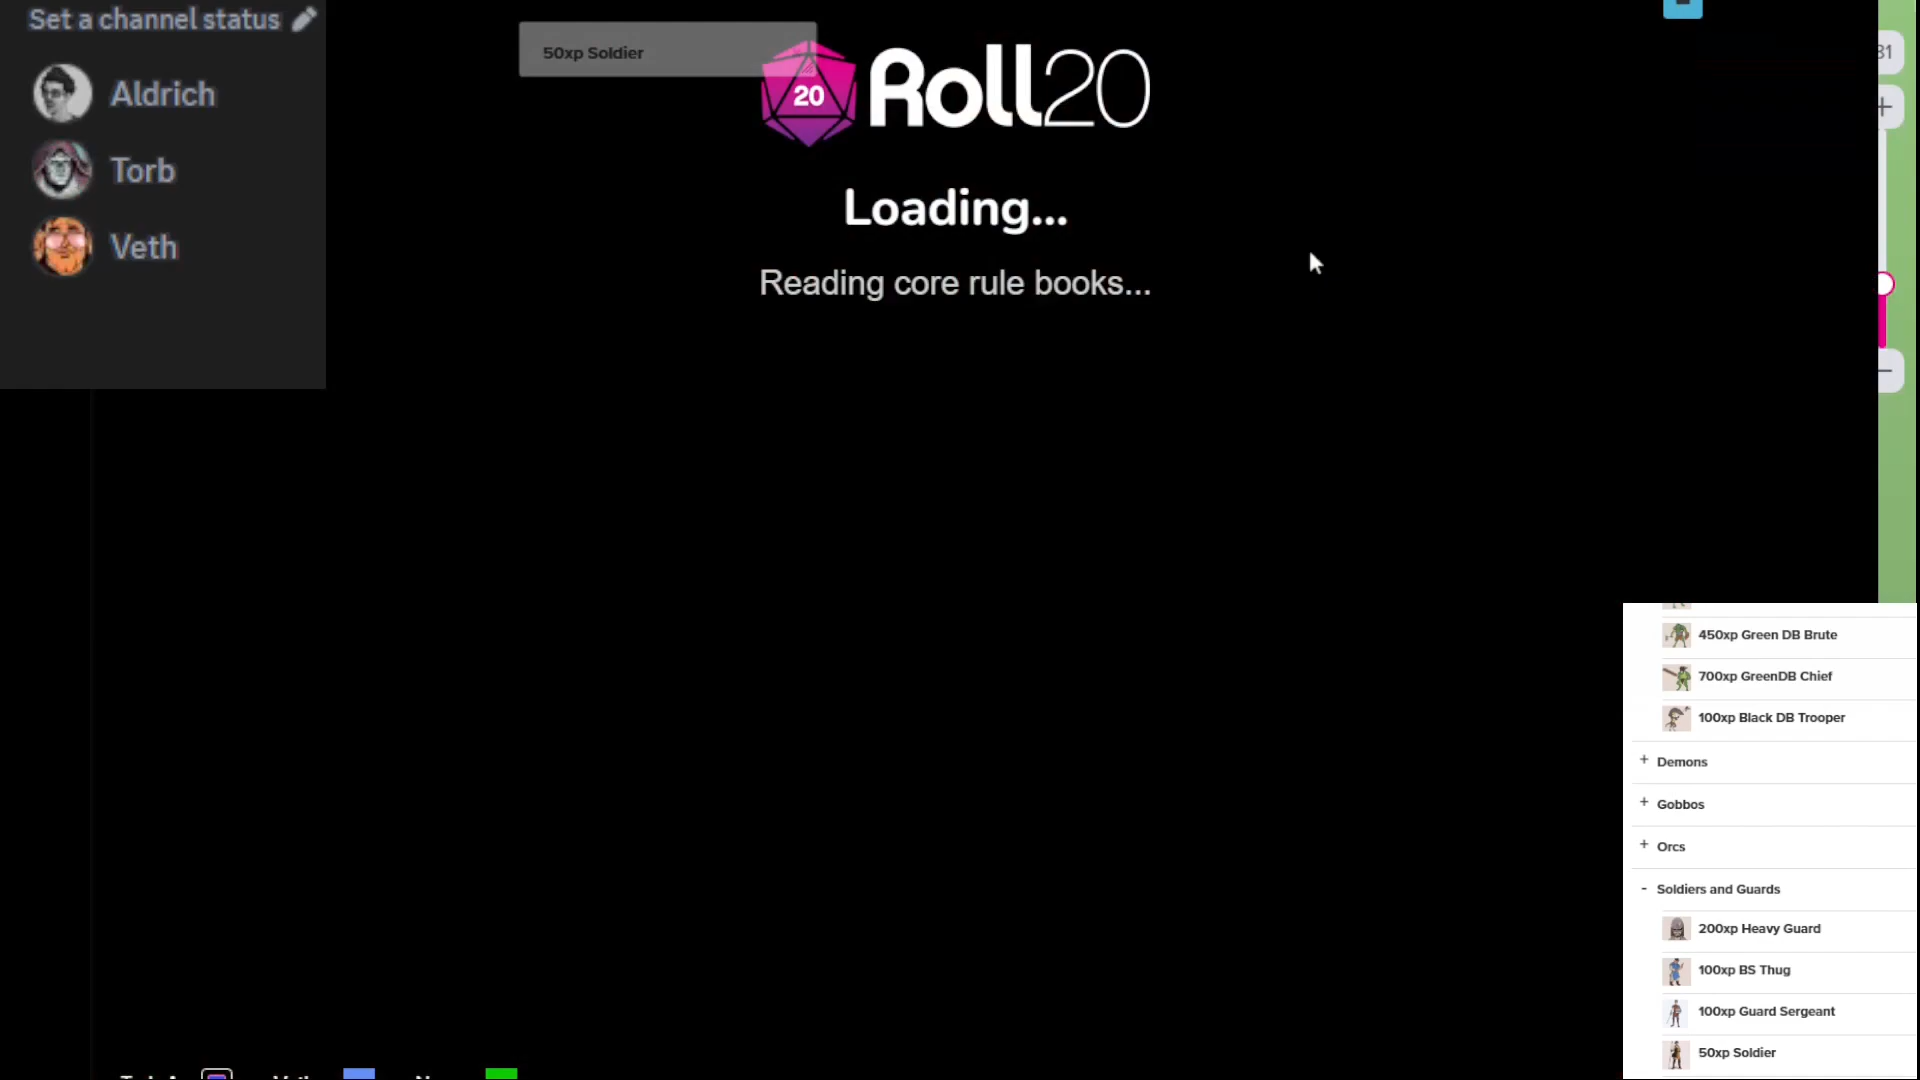 Set a channel status
Aldrich
Torb
Veth
50xp Soldier
20
Roll20
Loading...
Reading core rule books...
31
+
-
450xp Green DB Brute
700xp GreenDB Chief
100xp Black DB Trooper
+ Demons
+ Gobbos
+ Orcs
- Soldiers and Guards
200xp Heavy Guard
100xp BS Thug
100xp Guard Sergeant
50xp Soldier